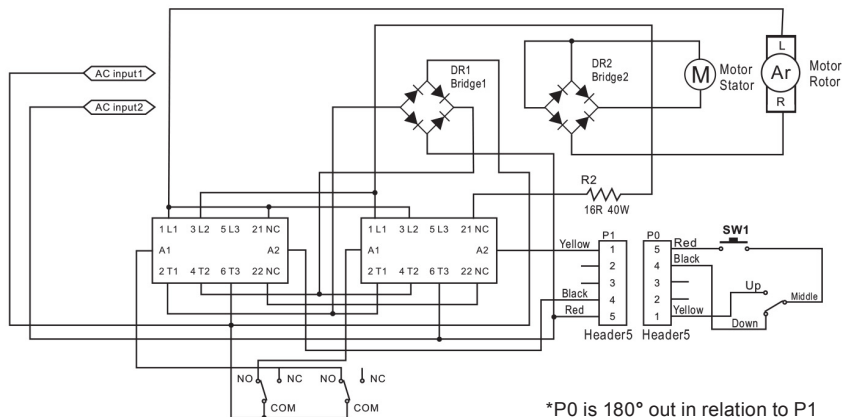 AC input1
AC input2
DR1
Bridge1
DR2
Bridge2
M
Motor
Stator
L
Ar
R
Motor
Rotor
R2
16R 40W
1 L1 3 L2 5 L3 21 NC
A1 A2
2 T1 4 T2 6 T3 22 NC
1 L1 3 L2 5 L3 21 NC
A1 A2
2 T1 4 T2 6 T3 22 NC
Yellow
Black
Red
P1
1
2
3
4
5
Header5
P0
5
4
3
2
1
Header5
Red
Black
Yellow
SW1
Up
Middle
Down
NO NC
COM
NO NC
COM
*P0 is 180° out in relation to P1